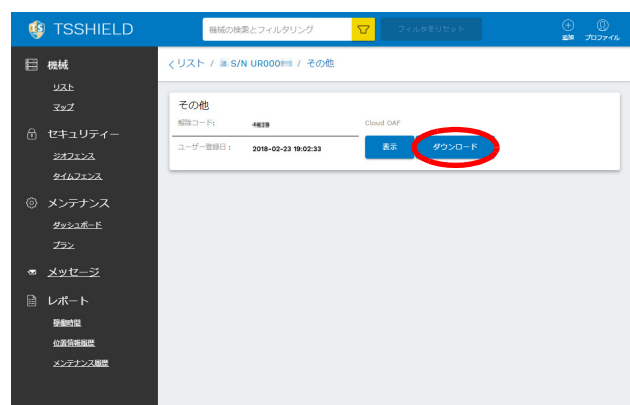 TSSHIELD
機械の検索とフィルタリング
フィルタをリセット
追加
プロファイル
機械
リスト
マップ
セキュリティー
ジオフェンス
タイムフェンス
メンテナンス
ダッシュボード
プラン
メッセージ
レポート
稼働時間
位置情報履歴
メンテナンス履歴
リスト / S/N UR000 / その他
その他
解除コード:
Cloud OAF
ユーザー登録日: 2018-02-23 19:02:33
表示
ダウンロード